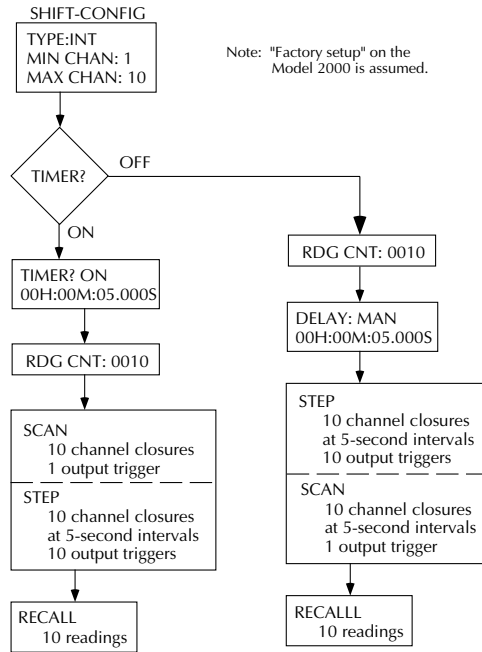 SHIFT-CONFIG
TYPE:INT
MIN CHAN: 1
MAX CHAN: 10
Note: "Factory setup" on the
Model 2000 is assumed.
TIMER?
OFF
ON
TIMER? ON
00H:00M:05.000S
RDG CNT: 0010
SCAN
10 channel closures
1 output trigger
STEP
10 channel closures
at 5-second intervals
10 output triggers
RECALL
10 readings
RDG CNT: 0010
DELAY: MAN
00H:00M:05.000S
STEP
10 channel closures
at 5-second intervals
10 output triggers
SCAN
10 channel closures
at 5-second intervals
1 output trigger
RECALLL
10 readings